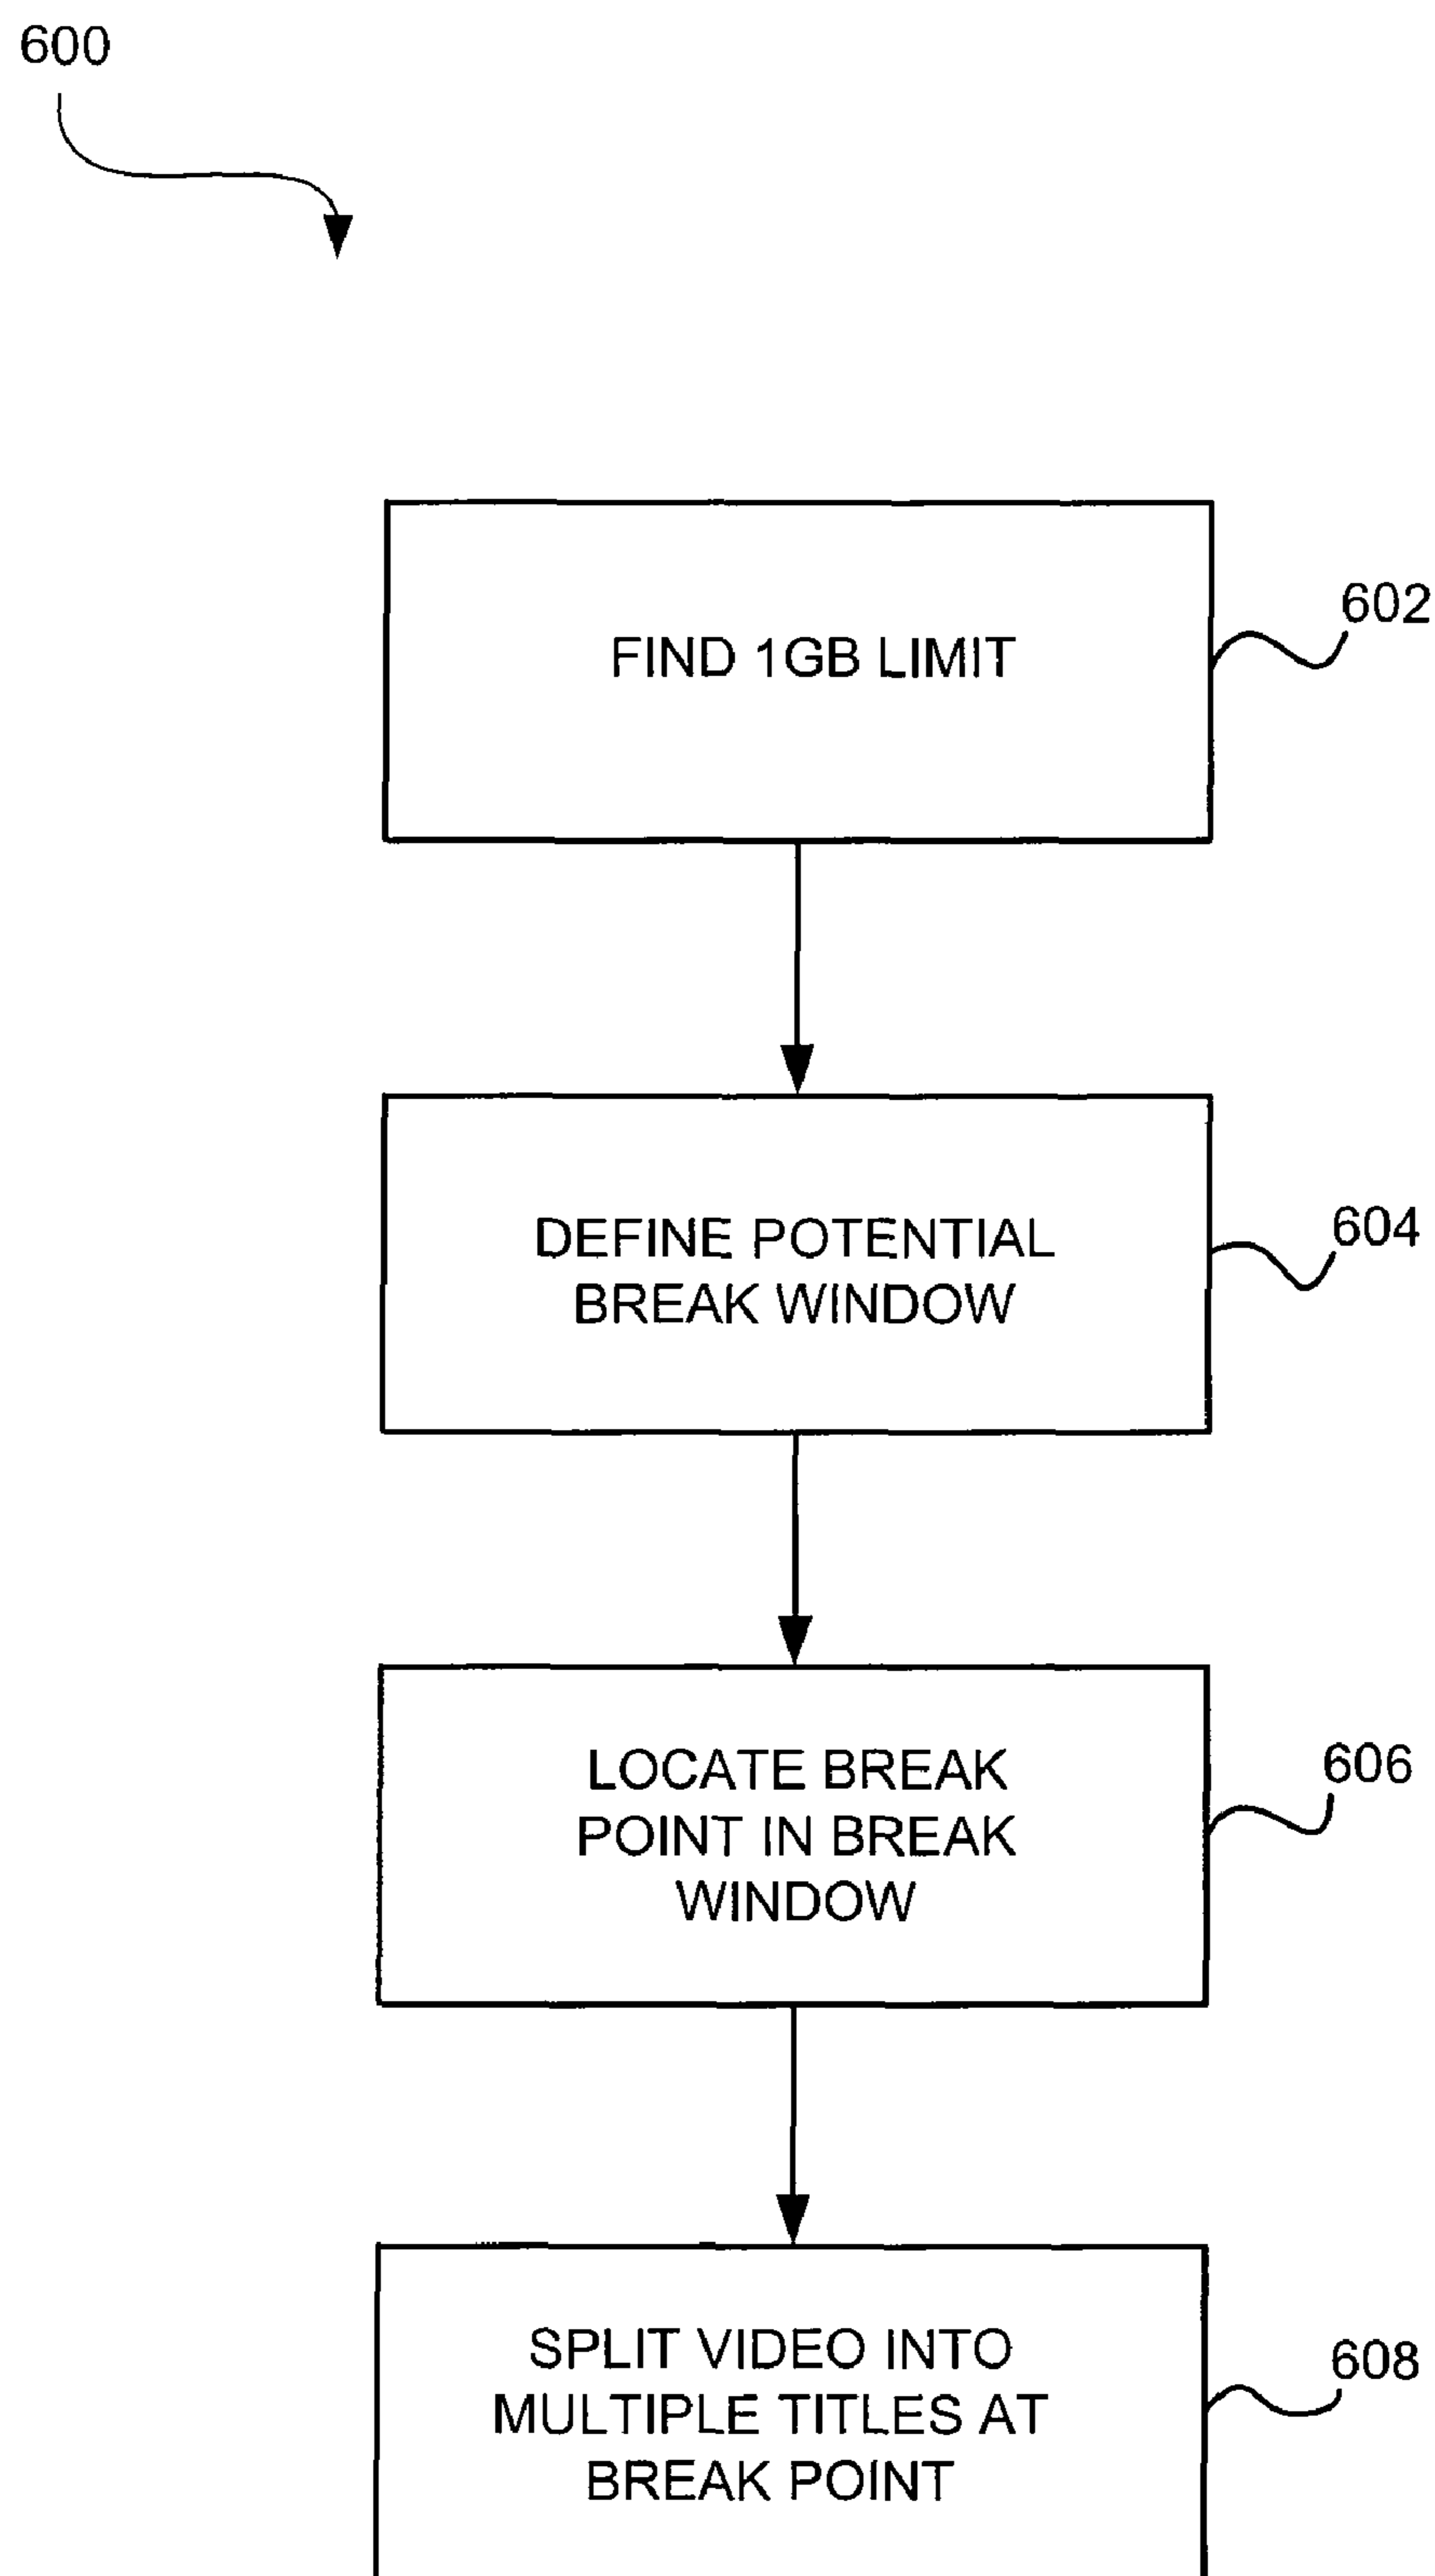 600
FIND 1GB LIMIT
602
DEFINE POTENTIAL
BREAK WINDOW
604
LOCATE BREAK
POINT IN BREAK
WINDOW
606
SPLIT VIDEO INTO
MULTIPLE TITLES AT
BREAK POINT
608